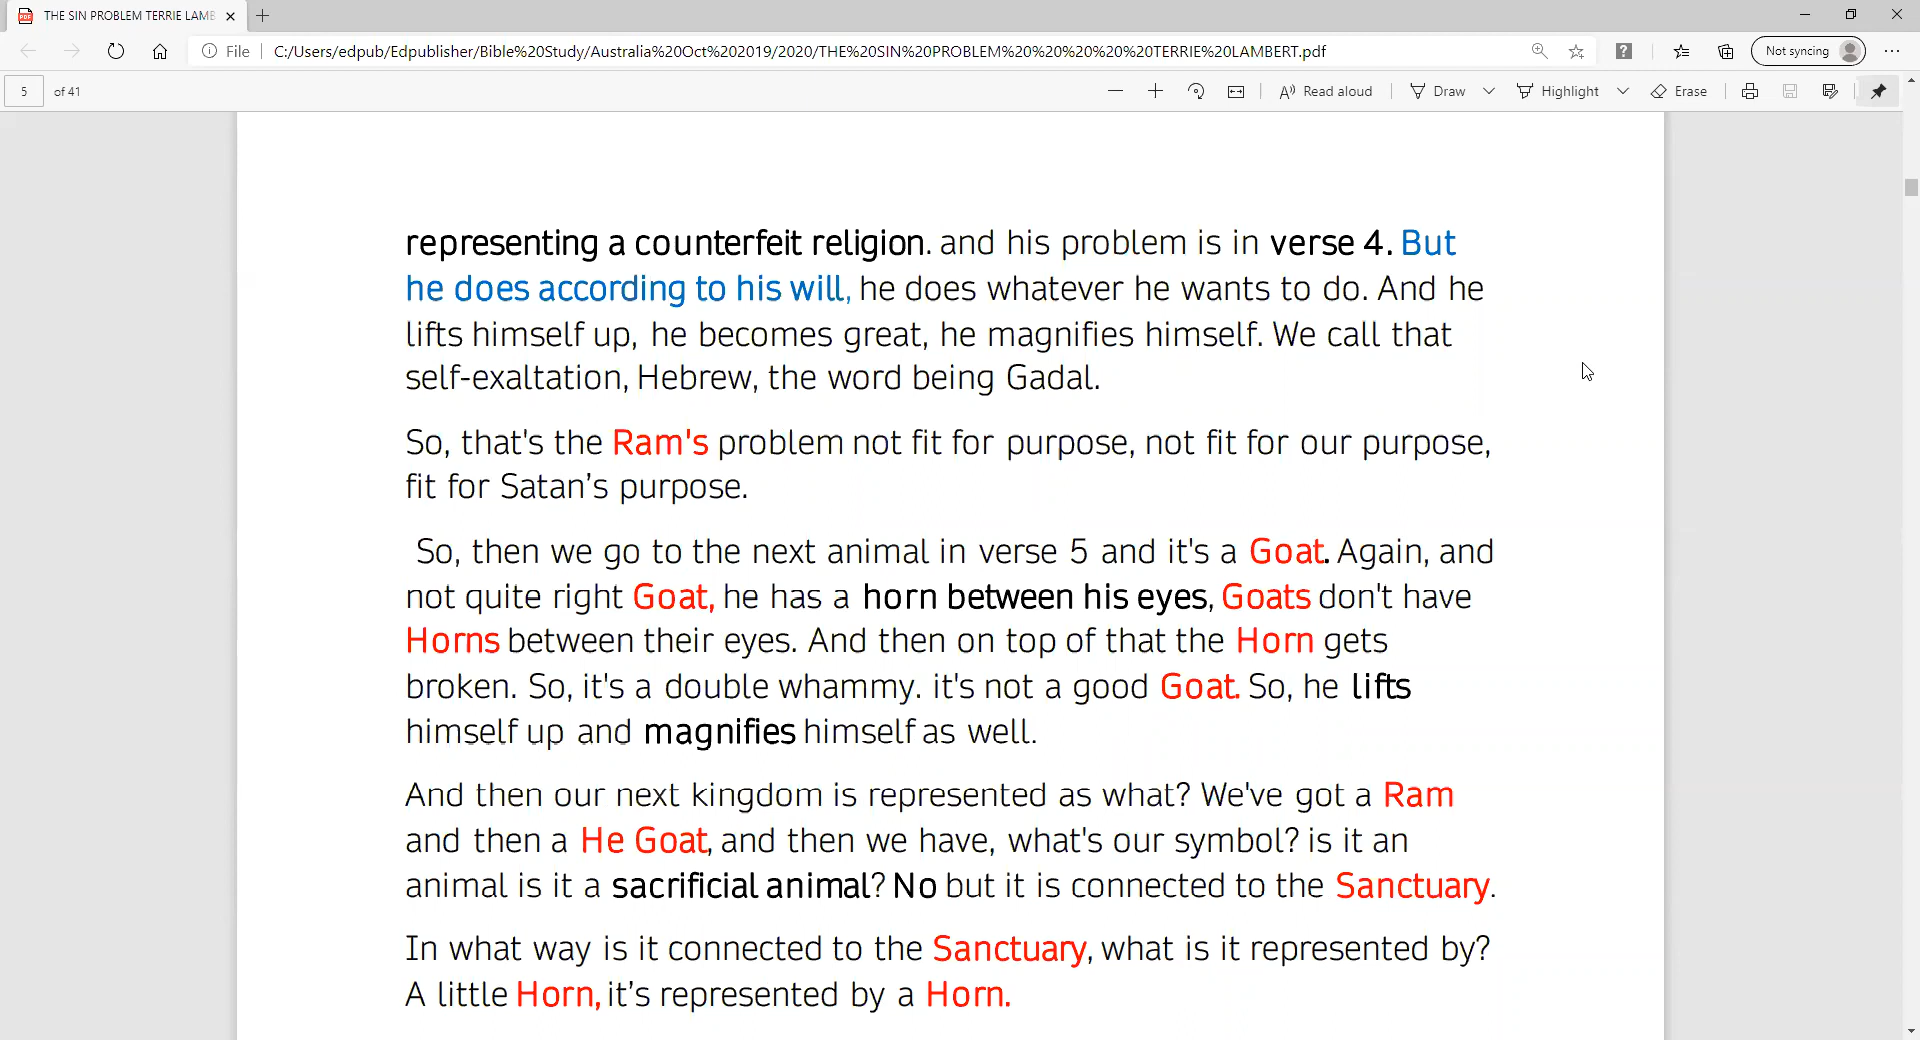 THE SIN PROBLEM TERRIE LAMB
File
C:/Users/edpub/Edpublisher/Bible%20Study/Australia%20Oct%202019/2020/THE%20SIN%20PROBLEM%20%20%20%20%20TERRIE%20LAMBERT.pdf
Not syncing
5 of 41
Read aloud
Draw
Highlight
Erase
representing a counterfeit religion. and his problem is in verse 4. But
he does according to his will, he does whatever he wants to do. And he
lifts himself up, he becomes great, he magnifies himself. We call that
self-exaltation, Hebrew, the word being Gadal.
So, that's the Ram's problem not fit for purpose, not fit for our purpose,
fit for Satan’s purpose.
So, then we go to the next animal in verse 5 and it's a Goat. Again, and
not quite right Goat, he has a horn between his eyes, Goats don't have
Horns between their eyes. And then on top of that the Horn gets
broken. So, it's a double whammy. it's not a good Goat. So, he lifts
himself up and magnifies himself as well.
And then our next kingdom is represented as what? We've got a Ram
and then a He Goat, and then we have, what's our symbol? is it an
animal is it a sacrificial animal? No but it is connected to the Sanctuary.
In what way is it connected to the Sanctuary, what is it represented by?
A little Horn, it’s represented by a Horn.